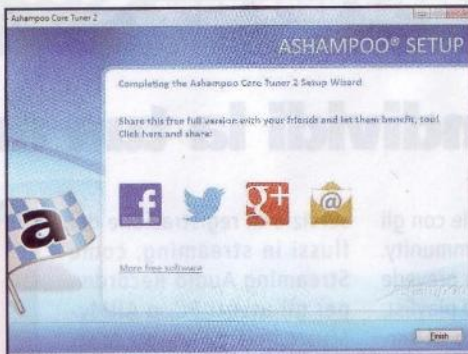 Ashampoo Core Tuner 2
ASHAMPOO® SETUP
Completing the Ashampoo Core Tuner 2 Setup Wizard
Share this free full version with your friends and let them benefit, too!
Click here and share:
f
g+
@
a
More free software
Finish